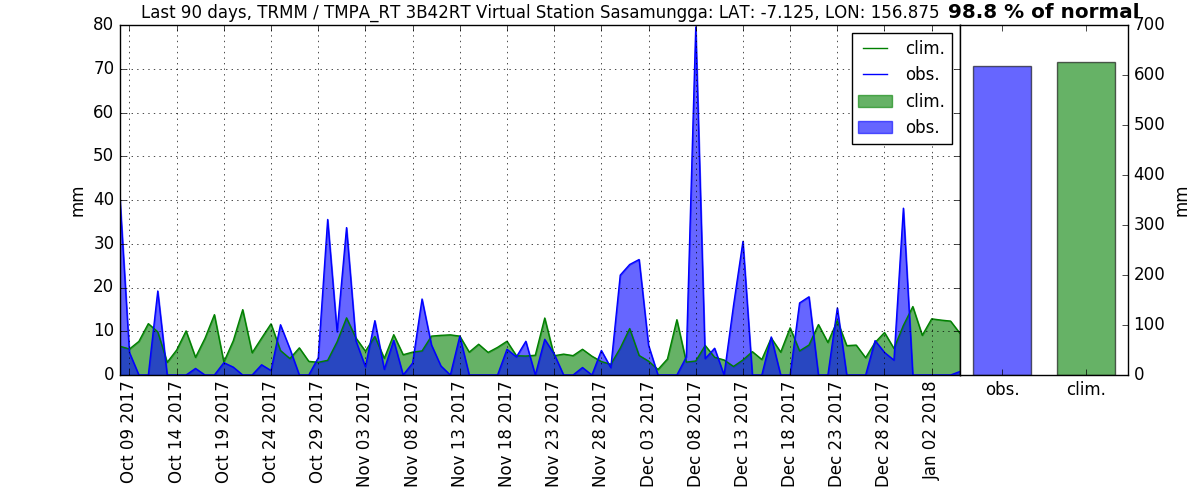 Last 90 days, TRMM / TMPA_RT 3B42RT Virtual Station Sasamungga: LAT: -7.125, LON: 156.875 98.8 % of normal
80
70
60
50
40
30
20
10
0
mm
clim.
obs.
clim.
obs.
700
600
500
400
300
200
100
0
mm
obs.
clim.
Oct 09 2017
Oct 14 2017
Oct 19 2017
Oct 24 2017
Oct 29 2017
Nov 03 2017
Nov 08 2017
Nov 13 2017
Nov 18 2017
Nov 23 2017
Nov 28 2017
Dec 03 2017
Dec 08 2017
Dec 13 2017
Dec 18 2017
Dec 23 2017
Dec 28 2017
Jan 02 2018